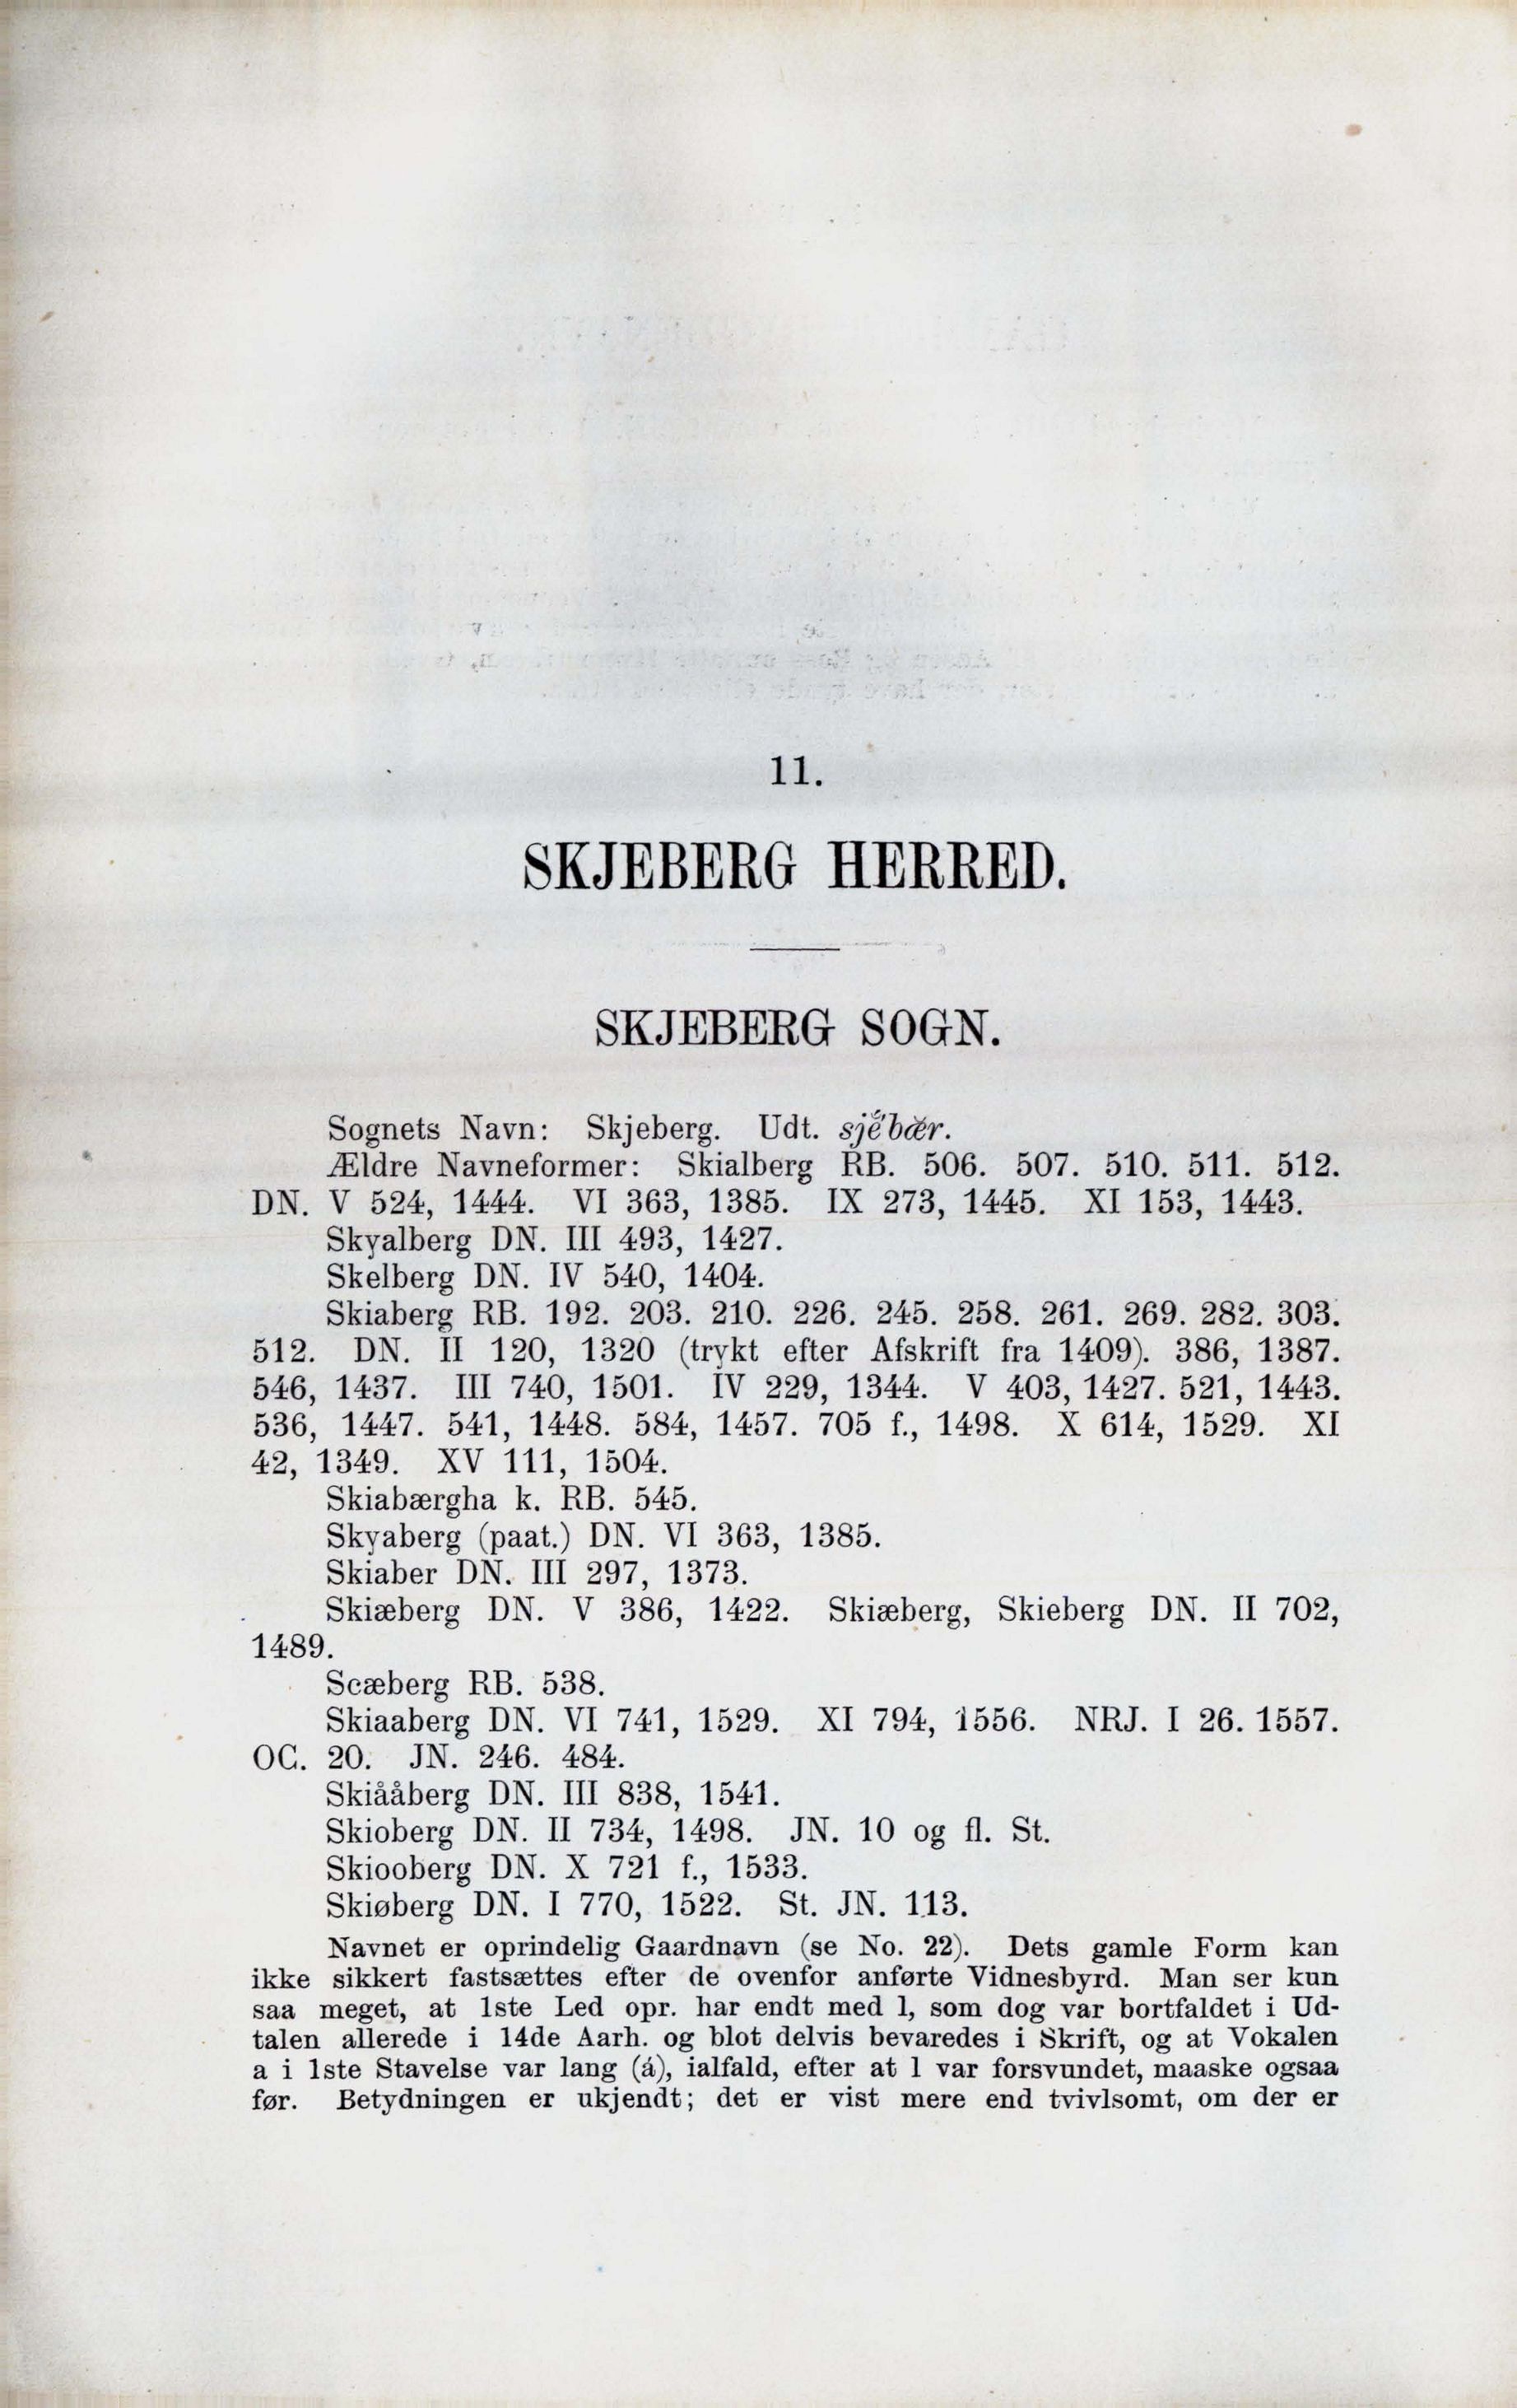 11.
SKJEBERG HERRED.
SKJEBERG SOGN.
Sognets Navn: Skjeberg. Udt. sjḗbær.
Ældre Navneformer: Skialberg RB. 506. 507. 510. 511. 512.
DN. V 524, 1444. VI 363, 1385. IX 273, 1445. XI 153, 1443.
Skyalberg DN. III 493, 1427.
Skelberg DN. IV 540, 1404.
Skiaberg RB. 192. 203. 210. 226. 245. 258. 261. 269. 282. 303.
512. DN. II 120, 1320 (trykt efter Afskrift fra 1409). 386, 1387.
546, 1437. III 740, 1501. IV 229, 1344. V 403, 1427. 521, 1443.
536, 1447. 541, 1448. 584, 1457. 705 f., 1498. X 614, 1529. XI
42, 1349. XV 111, 1504.
Skiabærgha k. RB. 545.
Skyaberg (paat.) DN. VI 363, 1385.
Skiaber DN. III 297, 1373.
Skiæberg DN. V 386, 1422. Skiæberg, Skieberg DN. II 702,
1489.
Scæberg RB. 538.
Skiaaberg DN. VI 741, 1529. XI 794, 1556. NRJ. I 26. 1557.
OC. 20. JN. 246. 484.
Skiååberg DN. III 838, 1541.
Skioberg DN. II 734, 1498. JN. 10 og fl. St.
Skiooberg DN. X 721 f., 1533.
Skiøberg DN. I 770, 1522. St. JN. 113.
Navnet er oprindelig Gaardnavn (se No. 22). Dets gamle Form kan
ikke sikkert fastsættes efter de ovenfor anførte Vidnesbyrd. Man ser kun
saa meget, at 1ste Led opr. har endt med l, som dog var bortfaldet i Ud-
talen allerede i 14de Aarh. og blot delvis bevaredes i Skrift, og at Vokalen
a i 1ste Stavelse var lang (á), ialfald, efter at l var forsvundet, maaske ogsaa
før. Betydningen er ukjendt; det er vist mere end tvivlsomt, om der er